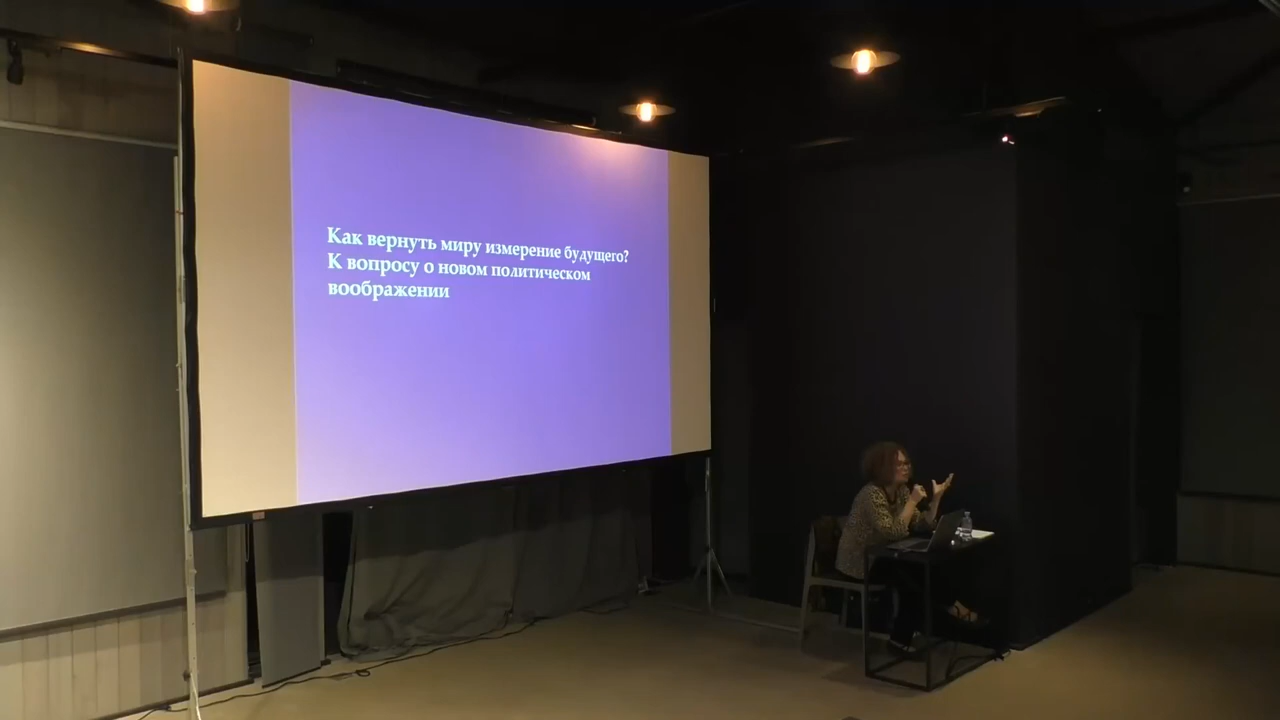 Как вернуть миру измерение будущего?
К вопросу о новом политическом
воображении